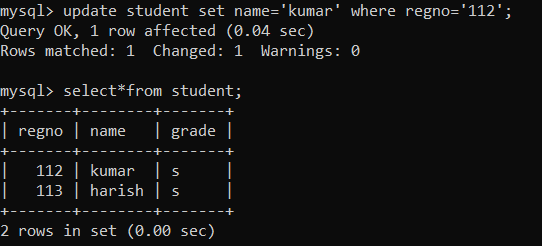 mysql> update student set name='kumar' where regno='112';
Query OK, 1 row affected (0.04 sec)
Rows matched: 1  Changed: 1  Warnings: 0

mysql> select*from student;
+-------+--------+-------+
| regno | name   | grade |
+-------+--------+-------+
|   112 | kumar  | s     |
|   113 | harish | s     |
+-------+--------+-------+
2 rows in set (0.00 sec)